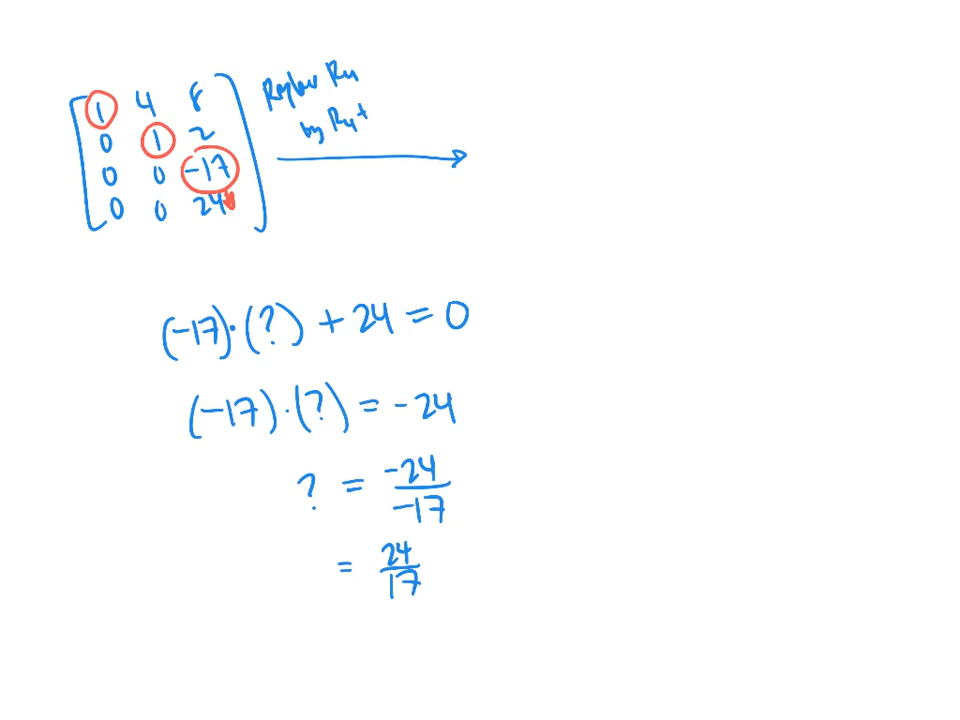 1 4 8
0 1 2
0 0 -17
0 0 24
Replace R4
by R4 +
(-17)·(?) + 24 = 0
(-17)·(?) = -24
? = -24/-17
= 24/17